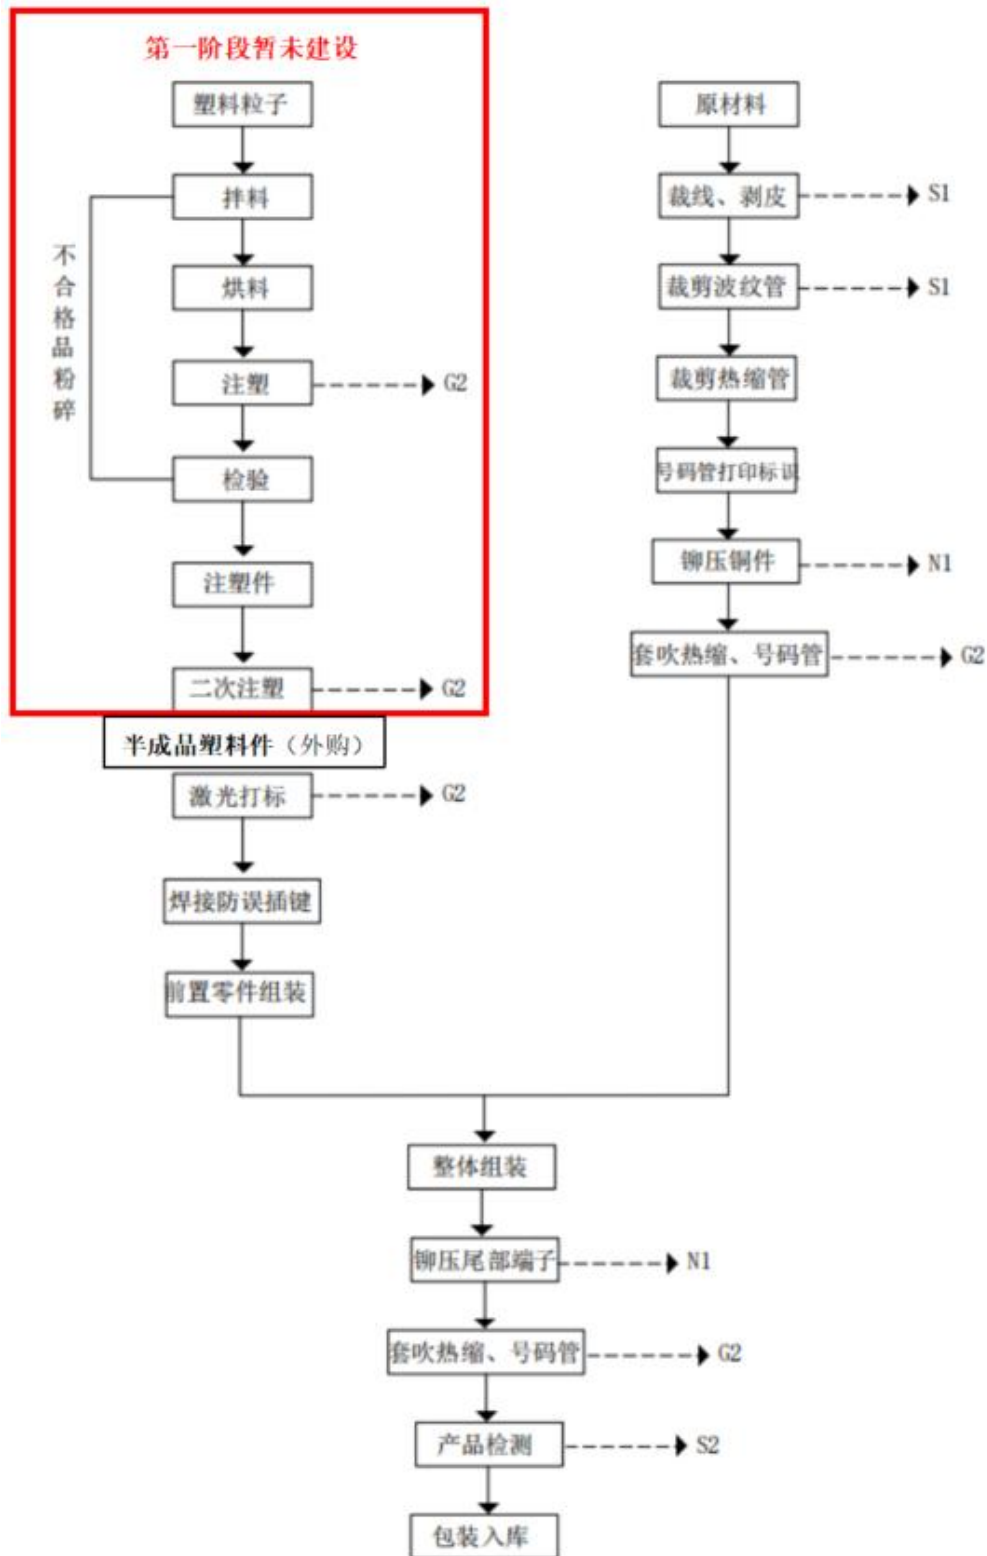 第一阶段暂未建设
塑料粒子
拌料
不合格品粉碎
烘料
注塑
G2
检验
注塑件
二次注塑
G2
半成品塑料件（外购）
激光打标
G2
焊接防误插键
前置零件组装
原材料
裁线、剥皮
S1
裁剪波纹管
S1
裁剪热缩管
号码管打印标识
铆压铜件
N1
套吹热缩、号码管
G2
整体组装
铆压尾部端子
N1
套吹热缩、号码管
G2
产品检测
S2
包装入库